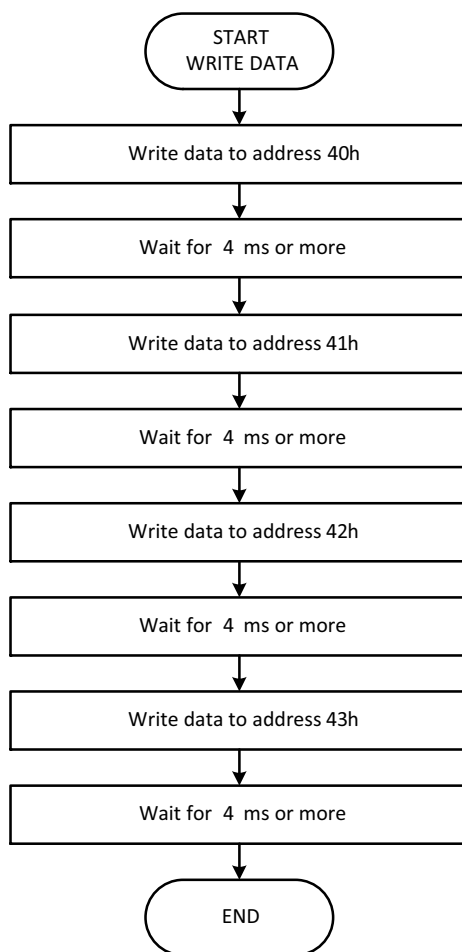 START
WRITE DATA
Write data to address 40h
Wait for 4 ms or more
Write data to address 41h
Wait for 4 ms or more
Write data to address 42h
Wait for 4 ms or more
Write data to address 43h
Wait for 4 ms or more
END